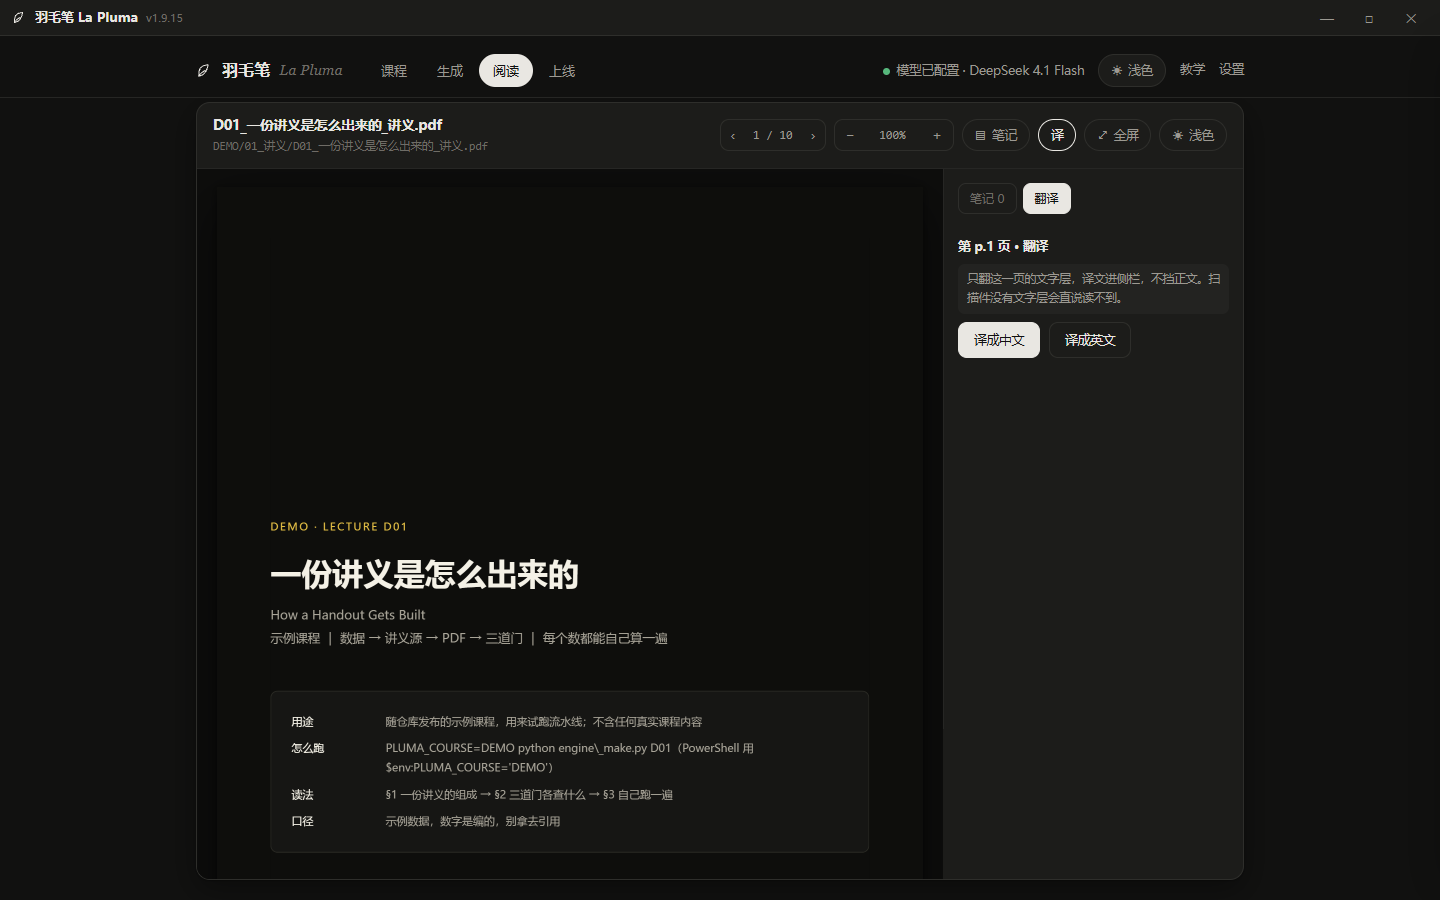 羽毛笔 La Pluma v1.9.15
羽毛笔 La Pluma 课程 生成 阅读 上线 模型已配置 · DeepSeek 4.1 Flash 浅色 教学 设置
D01_一份讲义是怎么出来的_讲义.pdf
DEMO/01_讲义/D01_一份讲义是怎么出来的_讲义.pdf
‹ 1 / 10 › − 100% + 笔记 译 全屏 浅色
笔记 0 翻译
第 p.1 页 • 翻译
只翻这一页的文字层，译文进侧栏，不挡正文。扫
描件没有文字层会直说读不到。
译成中文 译成英文
DEMO · LECTURE D01
一份讲义是怎么出来的
How a Handout Gets Built
示例课程 | 数据 → 讲义源 → PDF → 三道门 | 每个数都能自己算一遍
用途 随仓库发布的示例课程，用来试跑流水线；不含任何真实课程内容
怎么跑 PLUMA_COURSE=DEMO python engine\_make.py D01（PowerShell 用
$env:PLUMA_COURSE='DEMO'）
读法 §1 一份讲义的组成 → §2 三道门各查什么 → §3 自己跑一遍
口径 示例数据，数字是编的，别拿去引用